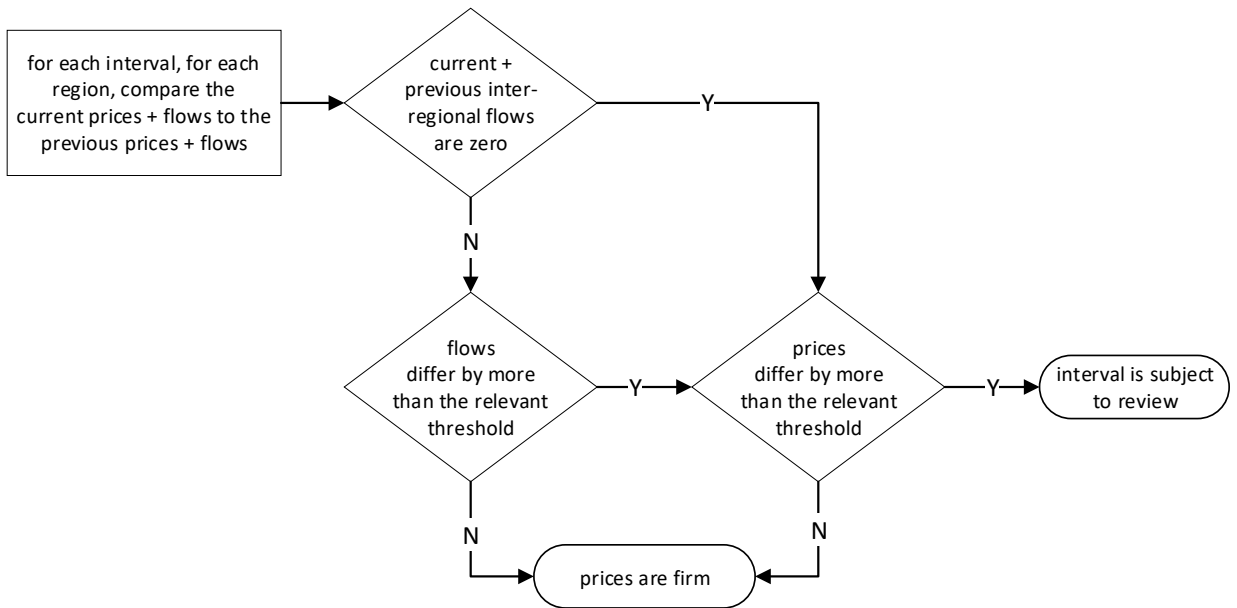 for each interval, for each
region, compare the
current prices + flows to the
previous prices + flows
current +
previous inter-
regional flows
are zero
Y
N
flows
differ by more
than the relevant
threshold
Y
prices
differ by more
than the relevant
threshold
Y
interval is subject
to review
N
N
prices are firm